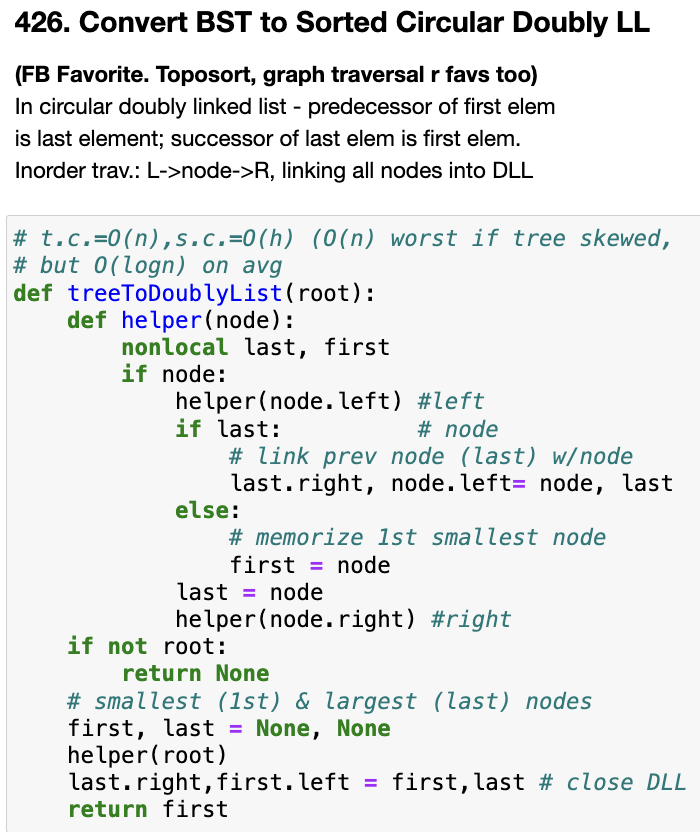 426. Convert BST to Sorted Circular Doubly LL
(FB Favorite. Toposort, graph traversal r favs too)
In circular doubly linked list - predecessor of first elem
is last element; successor of last elem is first elem.
Inorder trav.: L->node->R, linking all nodes into DLL
# t.c.=O(n),s.c.=O(h) (O(n) worst if tree skewed,
# but O(logn) on avg
def treeToDoublyList(root):
    def helper(node):
        nonlocal last, first
        if node:
            helper(node.left) #left
            if last:          # node
                # link prev node (last) w/node
                last.right, node.left= node, last
            else:
                # memorize 1st smallest node
                first = node
            last = node
            helper(node.right) #right
    if not root:
        return None
    # smallest (1st) & largest (last) nodes
    first, last = None, None
    helper(root)
    last.right,first.left = first,last # close DLL
    return first